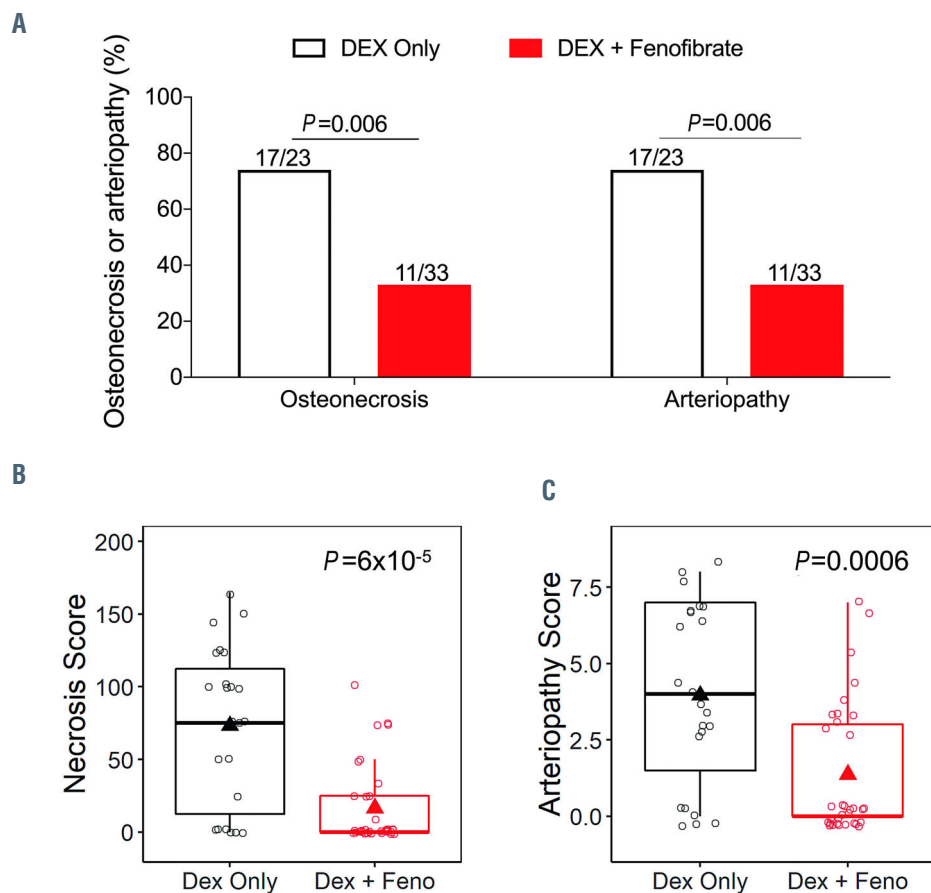 A
DEX Only
DEX + Fenofibrate
Osteonecrosis or arteriopathy (%)
100
80
60
40
20
0
P=0.006
17/23
11/33
P=0.006
17/23
11/33
Osteonecrosis
Arteriopathy
B
Necrosis Score
200
150
100
50
0
P=6x10⁻⁵
Dex Only
Dex + Feno
C
Arteriopathy Score
7.5
5.0
2.5
0.0
P=0.0006
Dex Only
Dex + Feno